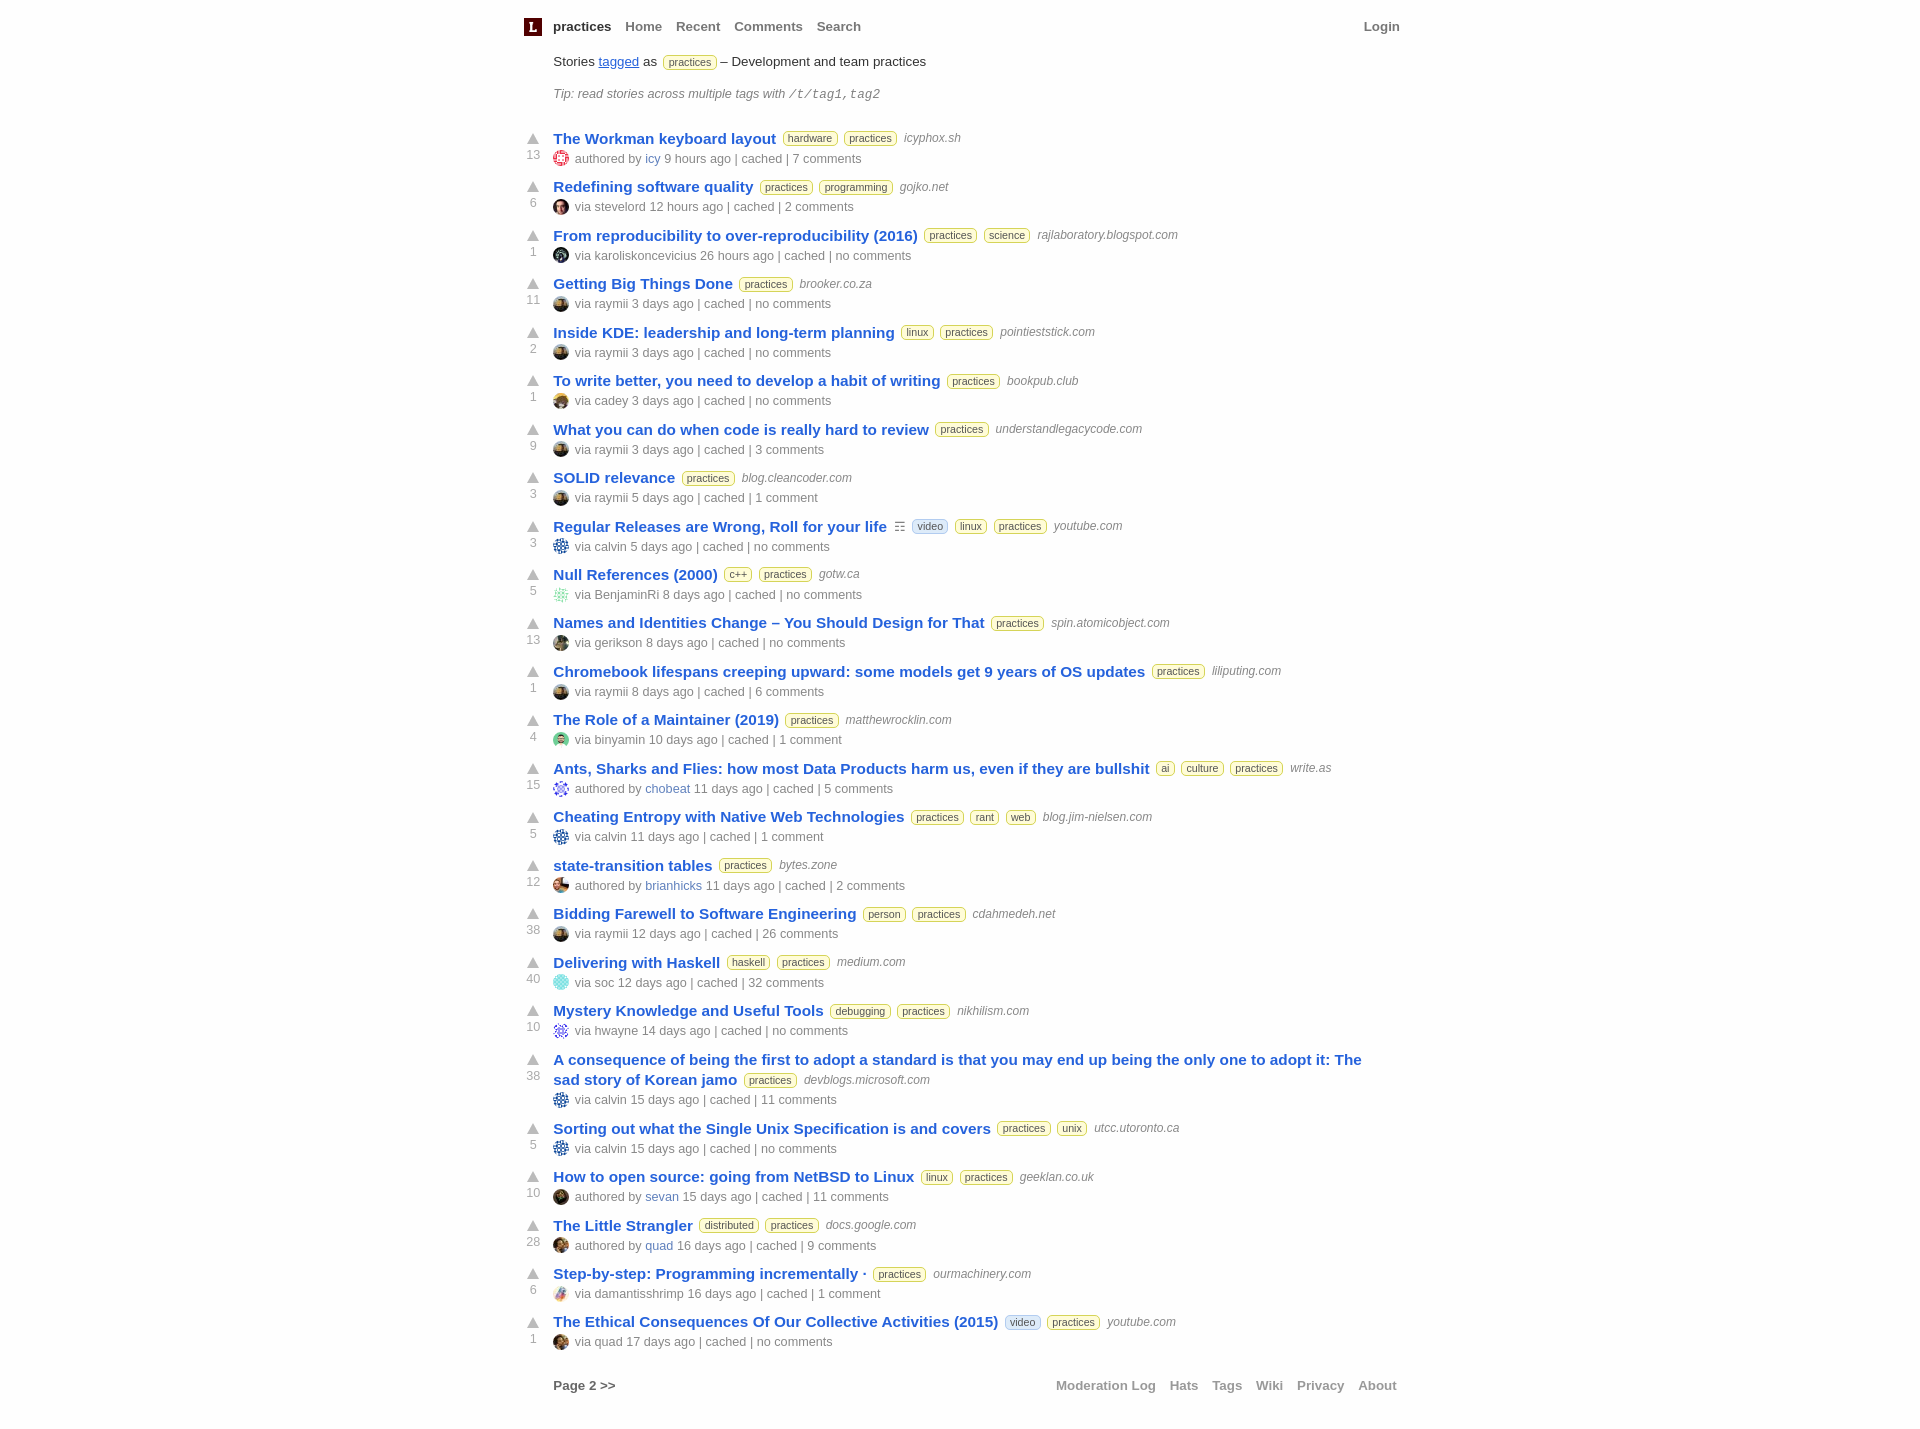 L practices Home Recent Comments Search Login
Stories tagged as practices – Development and team practices
Tip: read stories across multiple tags with /t/tag1,tag2
The Workman keyboard layout hardware practices icyphox.sh
13 authored by icy 9 hours ago | cached | 7 comments
Redefining software quality practices programming gojko.net
6 via stevelord 12 hours ago | cached | 2 comments
From reproducibility to over-reproducibility (2016) practices science rajlaboratory.blogspot.com
1 via karoliskoncevicius 26 hours ago | cached | no comments
Getting Big Things Done practices brooker.co.za
11 via raymii 3 days ago | cached | no comments
Inside KDE: leadership and long-term planning linux practices pointieststick.com
2 via raymii 3 days ago | cached | no comments
To write better, you need to develop a habit of writing practices bookpub.club
1 via cadey 3 days ago | cached | no comments
What you can do when code is really hard to review practices understandlegacycode.com
9 via raymii 3 days ago | cached | 3 comments
SOLID relevance practices blog.cleancoder.com
3 via raymii 5 days ago | cached | 1 comment
Regular Releases are Wrong, Roll for your life ☶ video linux practices youtube.com
3 via calvin 5 days ago | cached | no comments
Null References (2000) c++ practices gotw.ca
5 via BenjaminRi 8 days ago | cached | no comments
Names and Identities Change – You Should Design for That practices spin.atomicobject.com
13 via gerikson 8 days ago | cached | no comments
Chromebook lifespans creeping upward: some models get 9 years of OS updates practices liliputing.com
1 via raymii 8 days ago | cached | 6 comments
The Role of a Maintainer (2019) practices matthewrocklin.com
4 via binyamin 10 days ago | cached | 1 comment
Ants, Sharks and Flies: how most Data Products harm us, even if they are bullshit ai culture practices write.as
15 authored by chobeat 11 days ago | cached | 5 comments
Cheating Entropy with Native Web Technologies practices rant web blog.jim-nielsen.com
5 via calvin 11 days ago | cached | 1 comment
state-transition tables practices bytes.zone
12 authored by brianhicks 11 days ago | cached | 2 comments
Bidding Farewell to Software Engineering person practices cdahmedeh.net
38 via raymii 12 days ago | cached | 26 comments
Delivering with Haskell haskell practices medium.com
40 via soc 12 days ago | cached | 32 comments
Mystery Knowledge and Useful Tools debugging practices nikhilism.com
10 via hwayne 14 days ago | cached | no comments
A consequence of being the first to adopt a standard is that you may end up being the only one to adopt it: The
38 sad story of Korean jamo practices devblogs.microsoft.com
via calvin 15 days ago | cached | 11 comments
Sorting out what the Single Unix Specification is and covers practices unix utcc.utoronto.ca
5 via calvin 15 days ago | cached | no comments
How to open source: going from NetBSD to Linux linux practices geeklan.co.uk
10 authored by sevan 15 days ago | cached | 11 comments
The Little Strangler distributed practices docs.google.com
28 authored by quad 16 days ago | cached | 9 comments
Step-by-step: Programming incrementally · practices ourmachinery.com
6 via damantisshrimp 16 days ago | cached | 1 comment
The Ethical Consequences Of Our Collective Activities (2015) video practices youtube.com
1 via quad 17 days ago | cached | no comments
Page 2 >> Moderation Log Hats Tags Wiki Privacy About